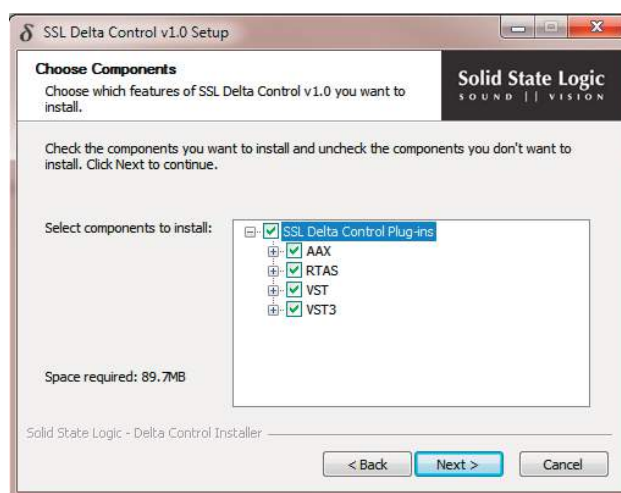 δ SSL Delta Control v1.0 Setup
Choose Components
Choose which features of SSL Delta Control v1.0 you want to
install.
Solid State Logic
SOUND || VISION
Check the components you want to install and uncheck the components you don't want to
install. Click Next to continue.
Select components to install:
SSL Delta Control Plug-ins
AAX
RTAS
VST
VST3
Space required: 89.7MB
Solid State Logic - Delta Control Installer
< Back
Next >
Cancel